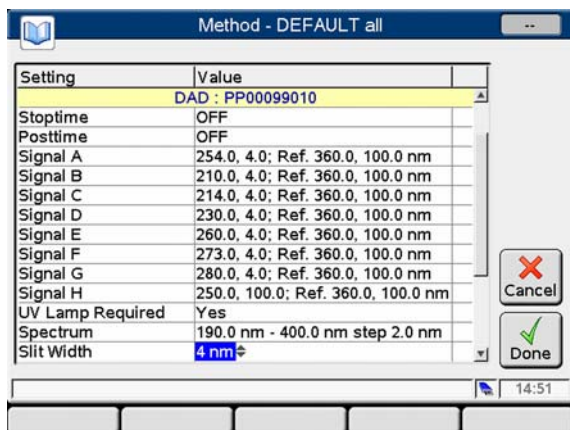 Method - DEFAULT all
--
Setting Value
DAD : PP00099010
Stoptime OFF
Posttime OFF
Signal A 254.0, 4.0; Ref. 360.0, 100.0 nm
Signal B 210.0, 4.0; Ref. 360.0, 100.0 nm
Signal C 214.0, 4.0; Ref. 360.0, 100.0 nm
Signal D 230.0, 4.0; Ref. 360.0, 100.0 nm
Signal E 260.0, 4.0; Ref. 360.0, 100.0 nm
Signal F 273.0, 4.0; Ref. 360.0, 100.0 nm
Signal G 280.0, 4.0; Ref. 360.0, 100.0 nm
Signal H 250.0, 100.0; Ref. 360.0, 100.0 nm
UV Lamp Required Yes
Spectrum 190.0 nm - 400.0 nm step 2.0 nm
Slit Width 4 nm
Cancel
Done
14:51